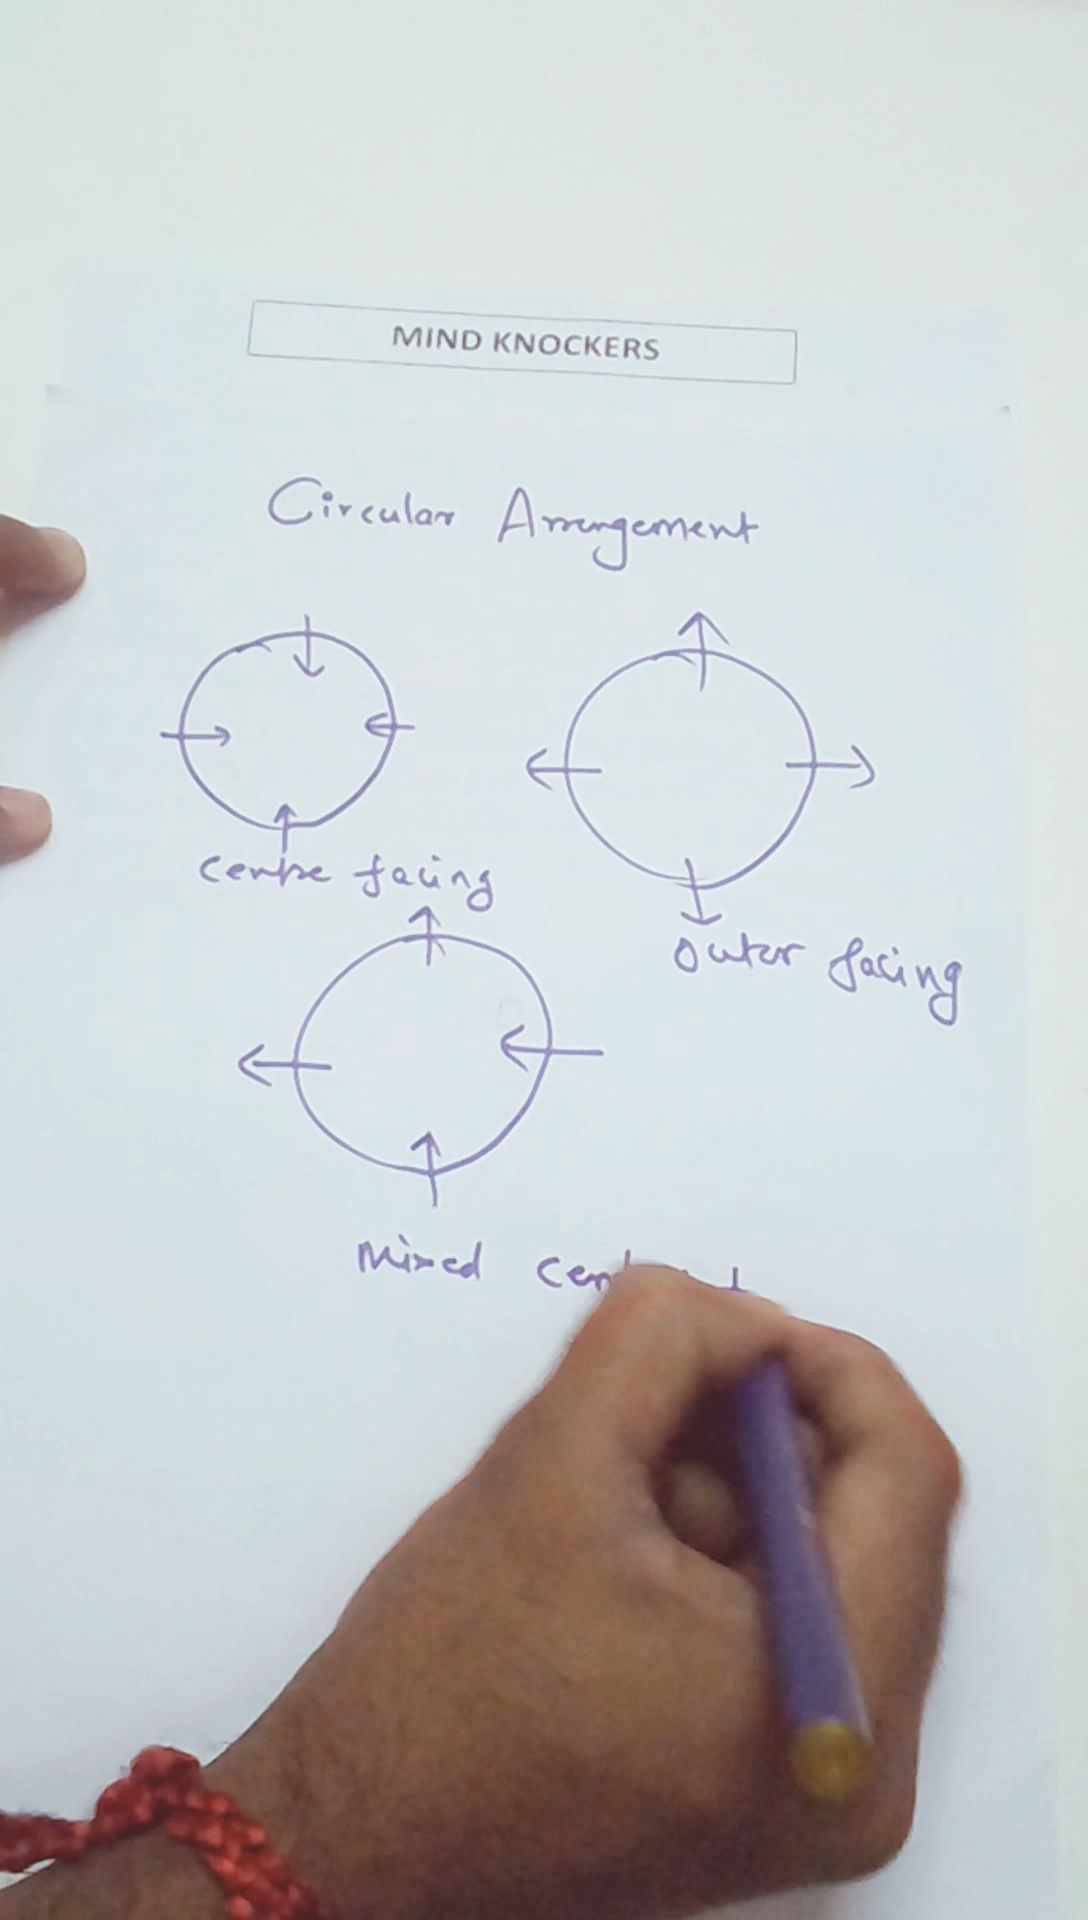 MIND KNOCKERS
Circular Arrangement
Centre facing
Outer facing
Mixed